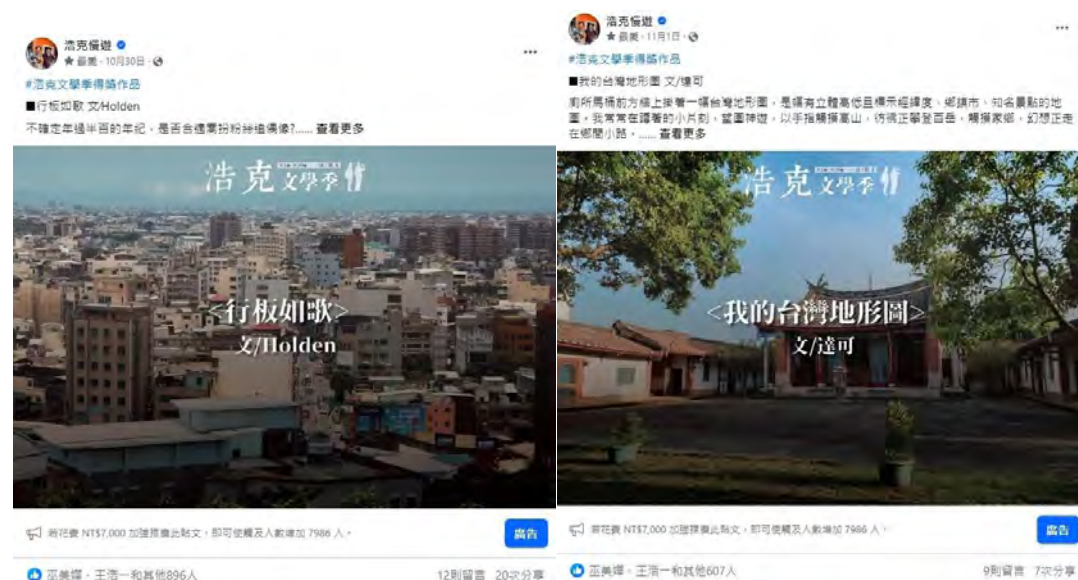 浩克慢遊
10月30日
#浩克文學季得獎作品
■行板如歌 文/Holden
不確定年過半百的年紀,是否合適當扮粉絲追偶像?...... 查看更多
浩克文學季
<行板如歌>
文/Holden
若花費 NT$7,000 加強推廣此貼文,即可使觸及人數增加 7986 人。
廣告
巫美嬋、王浩一和其他896人
12則留言 20次分享
浩克慢遊
11月1日
#浩克文學季得獎作品
■我的台灣地形圖 文/達可
廁所馬桶前方牆上掛著一幅台灣地形圖,是幅有立體高低且標示經緯度、鄉鎮市、知名景點的地
圖。我常常在蹲著的小片刻,望圖神遊,以手指觸摸高山,彷彿正攀登百岳,觸摸家鄉,幻想正走
在鄉間小路。...... 查看更多
浩克文學季
<我的台灣地形圖>
文/達可
若花費 NT$7,000 加強推廣此貼文,即可使觸及人數增加 7986 人。
廣告
巫美嬋、王浩一和其他607人
9則留言 7次分享